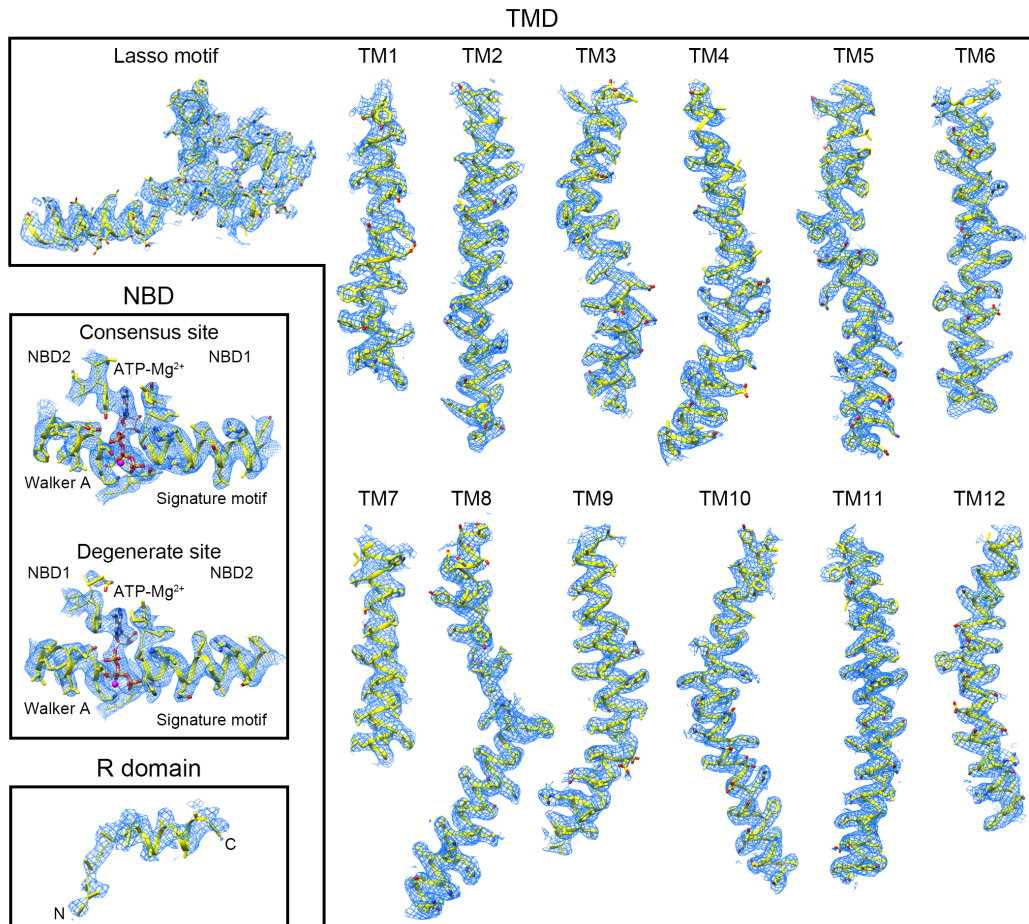 TMD
Lasso motif
TM1 TM2 TM3 TM4 TM5 TM6
NBD
Consensus site
NBD2 NBD1
ATP-Mg²⁺
Walker A
Signature motif
Degenerate site
NBD1 NBD2
ATP-Mg²⁺
Walker A
Signature motif
TM7 TM8 TM9 TM10 TM11 TM12
R domain
C
N